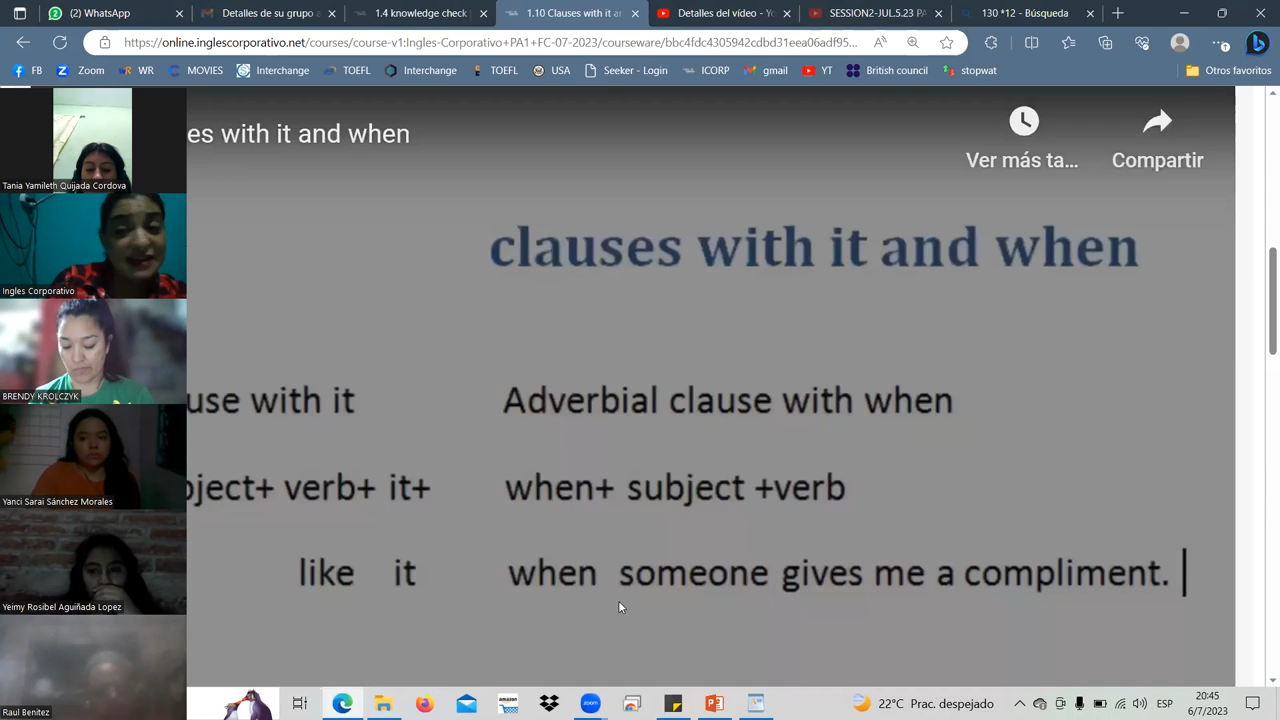 (2) WhatsApp
Detalles de su grupo a
1.4 knowledge check
1.10 Clauses with it ar
Detalles del vídeo - Yo
SESSION2-JUL.5.23 PA
130 *12 - Búsqueda
https://online.inglescorporativo.net/courses/course-v1:Ingles-Corporativo+PA1+FC-07-2023/courseware/bbc4fdc4305942cdbd31eea06adf95...
FB
Zoom
WR
MOVIES
Interchange
TOEFL
Interchange
TOEFL
USA
Seeker - Login
ICORP
gmail
YT
British council
stopwat
Otros favoritos
es with it and when
Ver más ta...
Compartir
Tania Yamileth Quijada Cordova
clauses with it and when
Ingles Corporativo
BRENDY KROLCZYK
use with it
Adverbial clause with when
bject+ verb+ it+
when+ subject +verb
Yanci Sarai Sánchez Morales
like it
when someone gives me a compliment.
Yeimy Rosibel Aguiñada Lopez
Raul Benitez
amazon
zoom
22°C Prac. despejado
ESP
20:45
6/7/2023